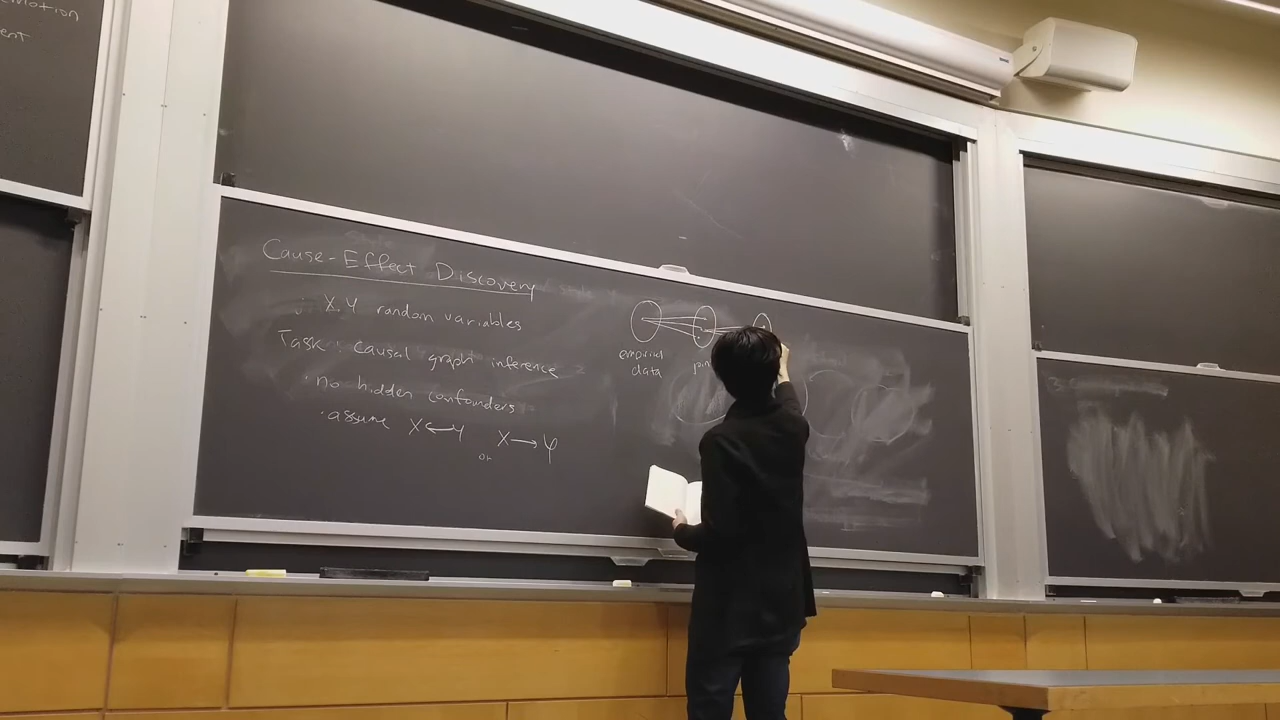 Cause-Effect Discovery
: X,Y random variables
Task: Causal graph inference
· no hidden confounders
· assume X ← Y X → Y
or
empirical
data